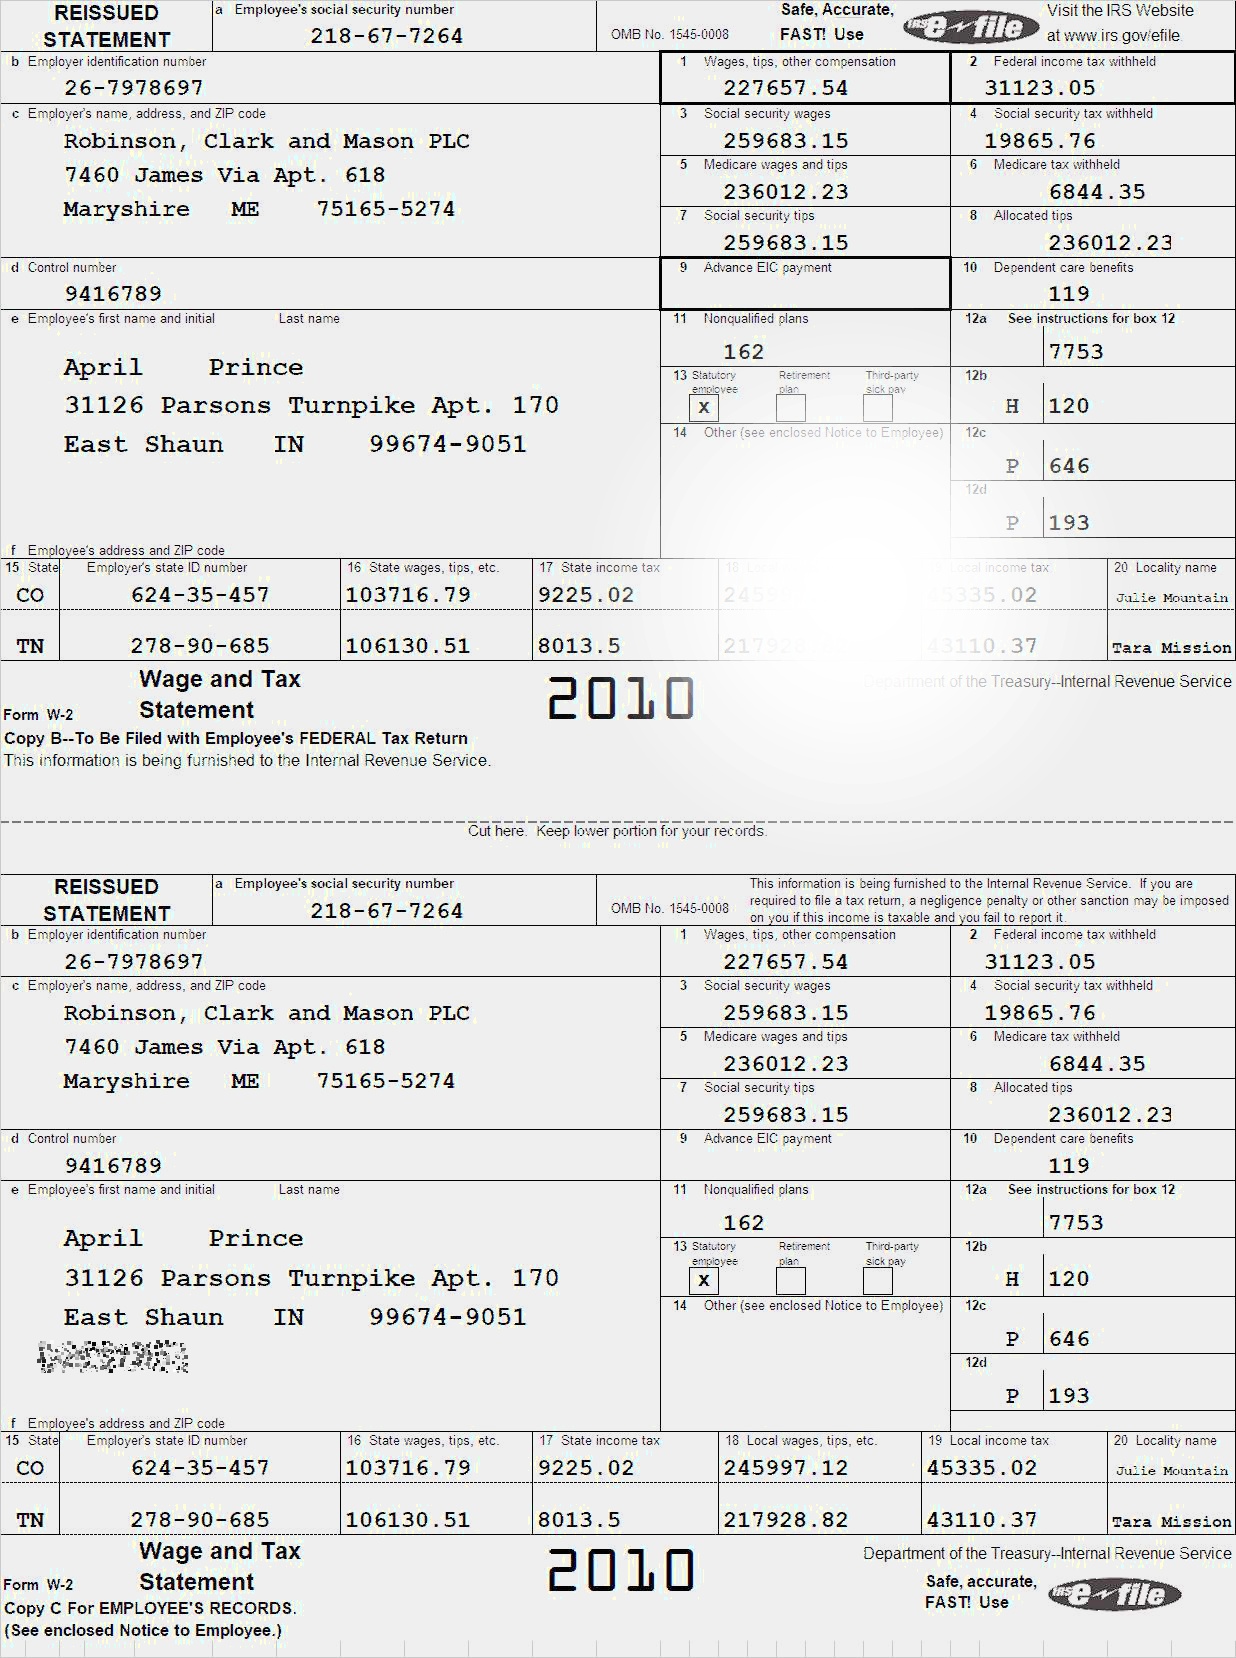 REISSUED STATEMENT
a Employee's social security number
218-67-7264
OMB No. 1545-0008
Safe, Accurate, FAST! Use
IRS e-file
Visit the IRS Website at www.irs.gov/efile
b Employer identification number
26-7978697
1 Wages, tips, other compensation
227657.54
2 Federal income tax withheld
31123.05
c Employer's name, address, and ZIP code
Robinson, Clark and Mason PLC
7460 James Via Apt. 618
Maryshire ME 75165-5274
3 Social security wages
259683.15
4 Social security tax withheld
19865.76
5 Medicare wages and tips
236012.23
6 Medicare tax withheld
6844.35
7 Social security tips
259683.15
8 Allocated tips
236012.23
d Control number
9416789
9 Advance EIC payment
10 Dependent care benefits
119
e Employee's first name and initial Last name
April Prince
31126 Parsons Turnpike Apt. 170
East Shaun IN 99674-9051
11 Nonqualified plans
162
12a See instructions for box 12
7753
13 Statutory employee Retirement plan Third-party sick pay
X
12b
H 120
14 Other (see enclosed Notice to Employee)
12c
P 646
12d
P 193
f Employee's address and ZIP code
15 State Employer's state ID number 16 State wages, tips, etc. 17 State income tax 18 income tax 20 Locality name
CO 624-35-457 103716.79 9225.02 Julie Mountain
TN 278-90-685 106130.51 8013.5 43110.37 Tara Mission
Form W-2
Wage and Tax Statement
2010
Department of the Treasury--Internal Revenue Service
Copy B--To Be Filed with Employee's FEDERAL Tax Return
This information is being furnished to the Internal Revenue Service.
Cut here. Keep lower portion for your records.
REISSUED STATEMENT
a Employee's social security number
218-67-7264
OMB No. 1545-0008
This information is being furnished to the Internal Revenue Service. If you are
required to file a tax return, a negligence penalty or other sanction may be imposed
on you if this income is taxable and you fail to report it.
b Employer identification number
26-7978697
1 Wages, tips, other compensation
227657.54
2 Federal income tax withheld
31123.05
c Employer's name, address, and ZIP code
Robinson, Clark and Mason PLC
7460 James Via Apt. 618
Maryshire ME 75165-5274
3 Social security wages
259683.15
4 Social security tax withheld
19865.76
5 Medicare wages and tips
236012.23
6 Medicare tax withheld
6844.35
7 Social security tips
259683.15
8 Allocated tips
236012.23
d Control number
9416789
9 Advance EIC payment
10 Dependent care benefits
119
e Employee's first name and initial Last name
April Prince
31126 Parsons Turnpike Apt. 170
East Shaun IN 99674-9051
11 Nonqualified plans
162
12a See instructions for box 12
7753
13 Statutory employee Retirement plan Third-party sick pay
X
12b
H 120
14 Other (see enclosed Notice to Employee)
12c
P 646
12d
P 193
f Employee's address and ZIP code
15 State Employer's state ID number 16 State wages, tips, etc. 17 State income tax 18 Local wages, tips, etc. 19 Local income tax 20 Locality name
CO 624-35-457 103716.79 9225.02 245997.12 45335.02 Julie Mountain
TN 278-90-685 106130.51 8013.5 217928.82 43110.37 Tara Mission
Form W-2
Wage and Tax Statement
2010
Department of the Treasury--Internal Revenue Service
Safe, accurate, FAST! Use
IRS e-file
Copy C For EMPLOYEE'S RECORDS.
(See enclosed Notice to Employee.)